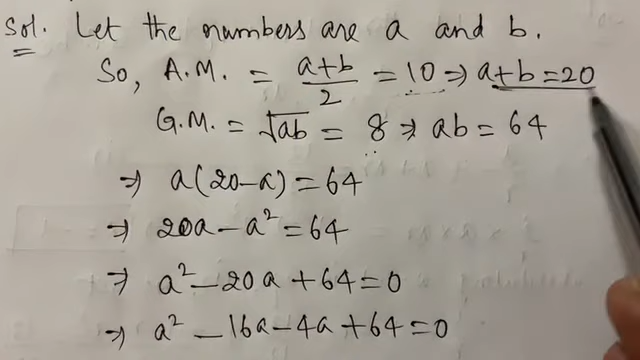 Sol. Let the numbers are a and b.
So, A.M. = a+b/2 = 10 ⇒ a+b = 20
G.M. = √ab = 8 ⇒ ab = 64
⇒ a(20-a) = 64
⇒ 20a - a² = 64
⇒ a² - 20a + 64 = 0
⇒ a² - 16a - 4a + 64 = 0